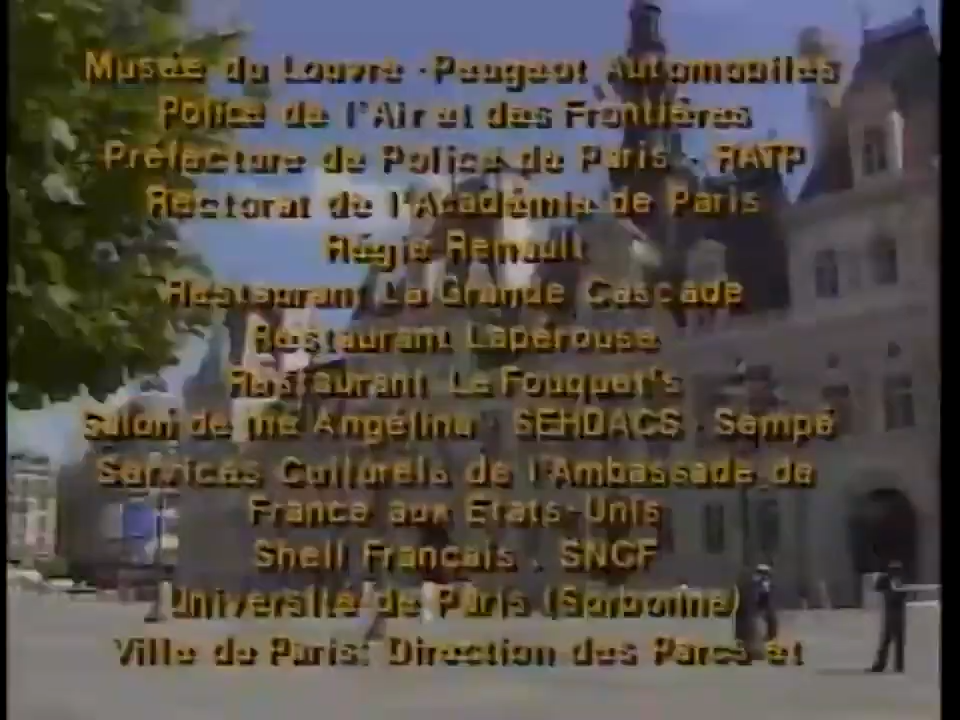 Musée du Louvre - Peugeot Automobiles
Police de l'Air et des Frontières
Préfecture de Police de Paris - RATP
Rectorat de l'Académie de Paris
Régie Renault
Restaurant La Grande Cascade
Restaurant Lapérouse
Restaurant Le Fouquet's
Salon de thé Angélina - SEHDACS - Sempé
Services Culturels de l'Ambassade de
France aux Etats-Unis
Shell Français - SNCF
Université de Paris (Sorbonne)
Ville de Paris: Direction des Parcs et